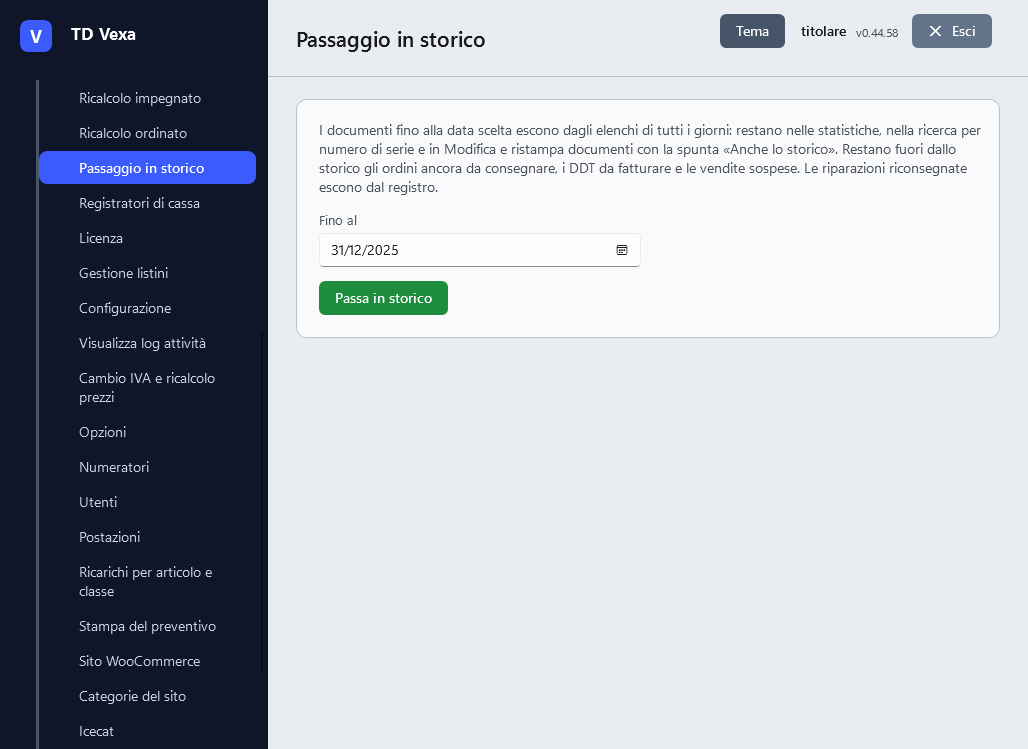 V
TD Vexa
Ricalcolo impegnato
Ricalcolo ordinato
Passaggio in storico
Registratori di cassa
Licenza
Gestione listini
Configurazione
Visualizza log attività
Cambio IVA e ricalcolo
prezzi
Opzioni
Numeratori
Utenti
Postazioni
Ricarichi per articolo e
classe
Stampa del preventivo
Sito WooCommerce
Categorie del sito
Icecat
Passaggio in storico
Tema
titolare
v0.44.58
Esci
I documenti fino alla data scelta escono dagli elenchi di tutti i giorni: restano nelle statistiche, nella ricerca per
numero di serie e in Modifica e ristampa documenti con la spunta «Anche lo storico». Restano fuori dallo
storico gli ordini ancora da consegnare, i DDT da fatturare e le vendite sospese. Le riparazioni riconsegnate
escono dal registro.
Fino al
31/12/2025
Passa in storico